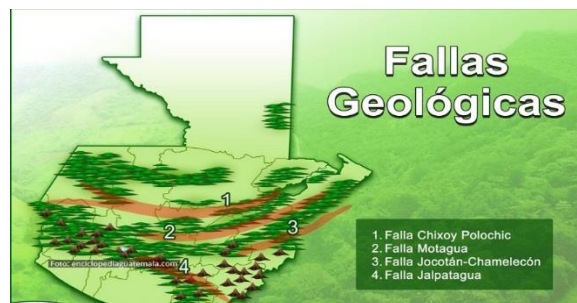 Fallas
Geológicas
1
2
3
4
Foto: enciclopediaguatemala.com
1. Falla Chixoy Polochic
2. Falla Motagua
3. Falla Jocotán-Chamelecón
4. Falla Jalpatagua